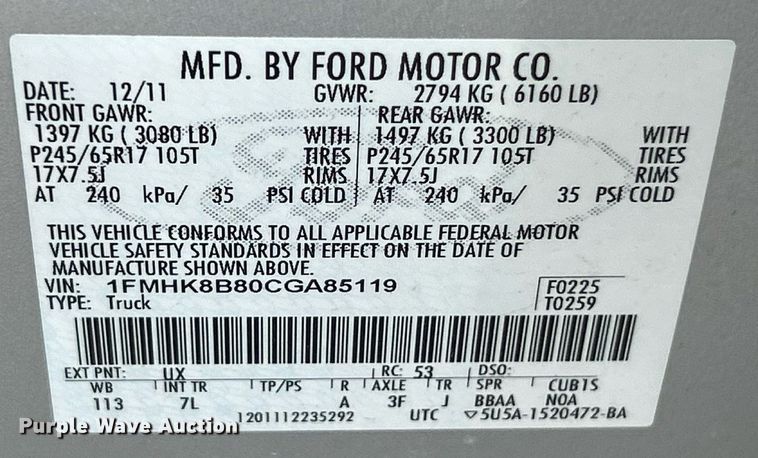 MFD. BY FORD MOTOR CO.
DATE: 12/11 GVWR: 2794 KG ( 6160 LB)
FRONT GAWR: REAR GAWR:
1397 KG ( 3080 LB) WITH 1497 KG ( 3300 LB) WITH
P245/65R17 105T TIRES P245/65R17 105T TIRES
17X7.5J RIMS 17X7.5J RIMS
AT 240 kPa/ 35 PSI COLD AT 240 kPa/ 35 PSI COLD
THIS VEHICLE CONFORMS TO ALL APPLICABLE FEDERAL MOTOR
VEHICLE SAFETY STANDARDS IN EFFECT ON THE DATE OF
MANUFACTURE SHOWN ABOVE.
VIN: 1FMHK8B80CGA85119 F0225
TYPE: Truck T0259
EXT PNT: UX RC: 53 DSO:
WB INT TR TP/PS R AXLE TR SPR CUB1S
113 7L A 3F J BBAA N0A
1201112235292 UTC ▽5U5A-1520472-BA
Purple Wave Auction